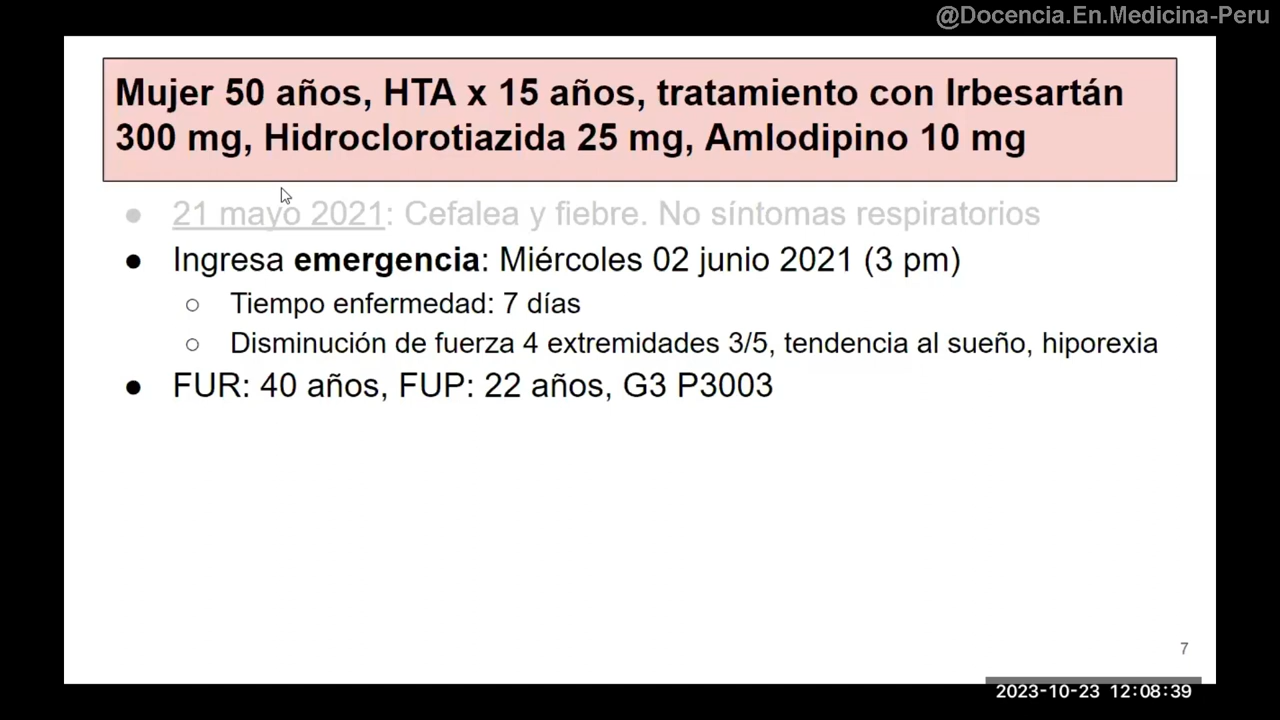 @Docencia.En.Medicina-Peru
Mujer 50 años, HTA x 15 años, tratamiento con Irbesartán
300 mg, Hidroclorotiazida 25 mg, Amlodipino 10 mg
● 21 mayo 2021: Cefalea y fiebre. No síntomas respiratorios
● Ingresa emergencia: Miércoles 02 junio 2021 (3 pm)
○ Tiempo enfermedad: 7 días
○ Disminución de fuerza 4 extremidades 3/5, tendencia al sueño, hiporexia
● FUR: 40 años, FUP: 22 años, G3 P3003
7
2023-10-23 12:08:39